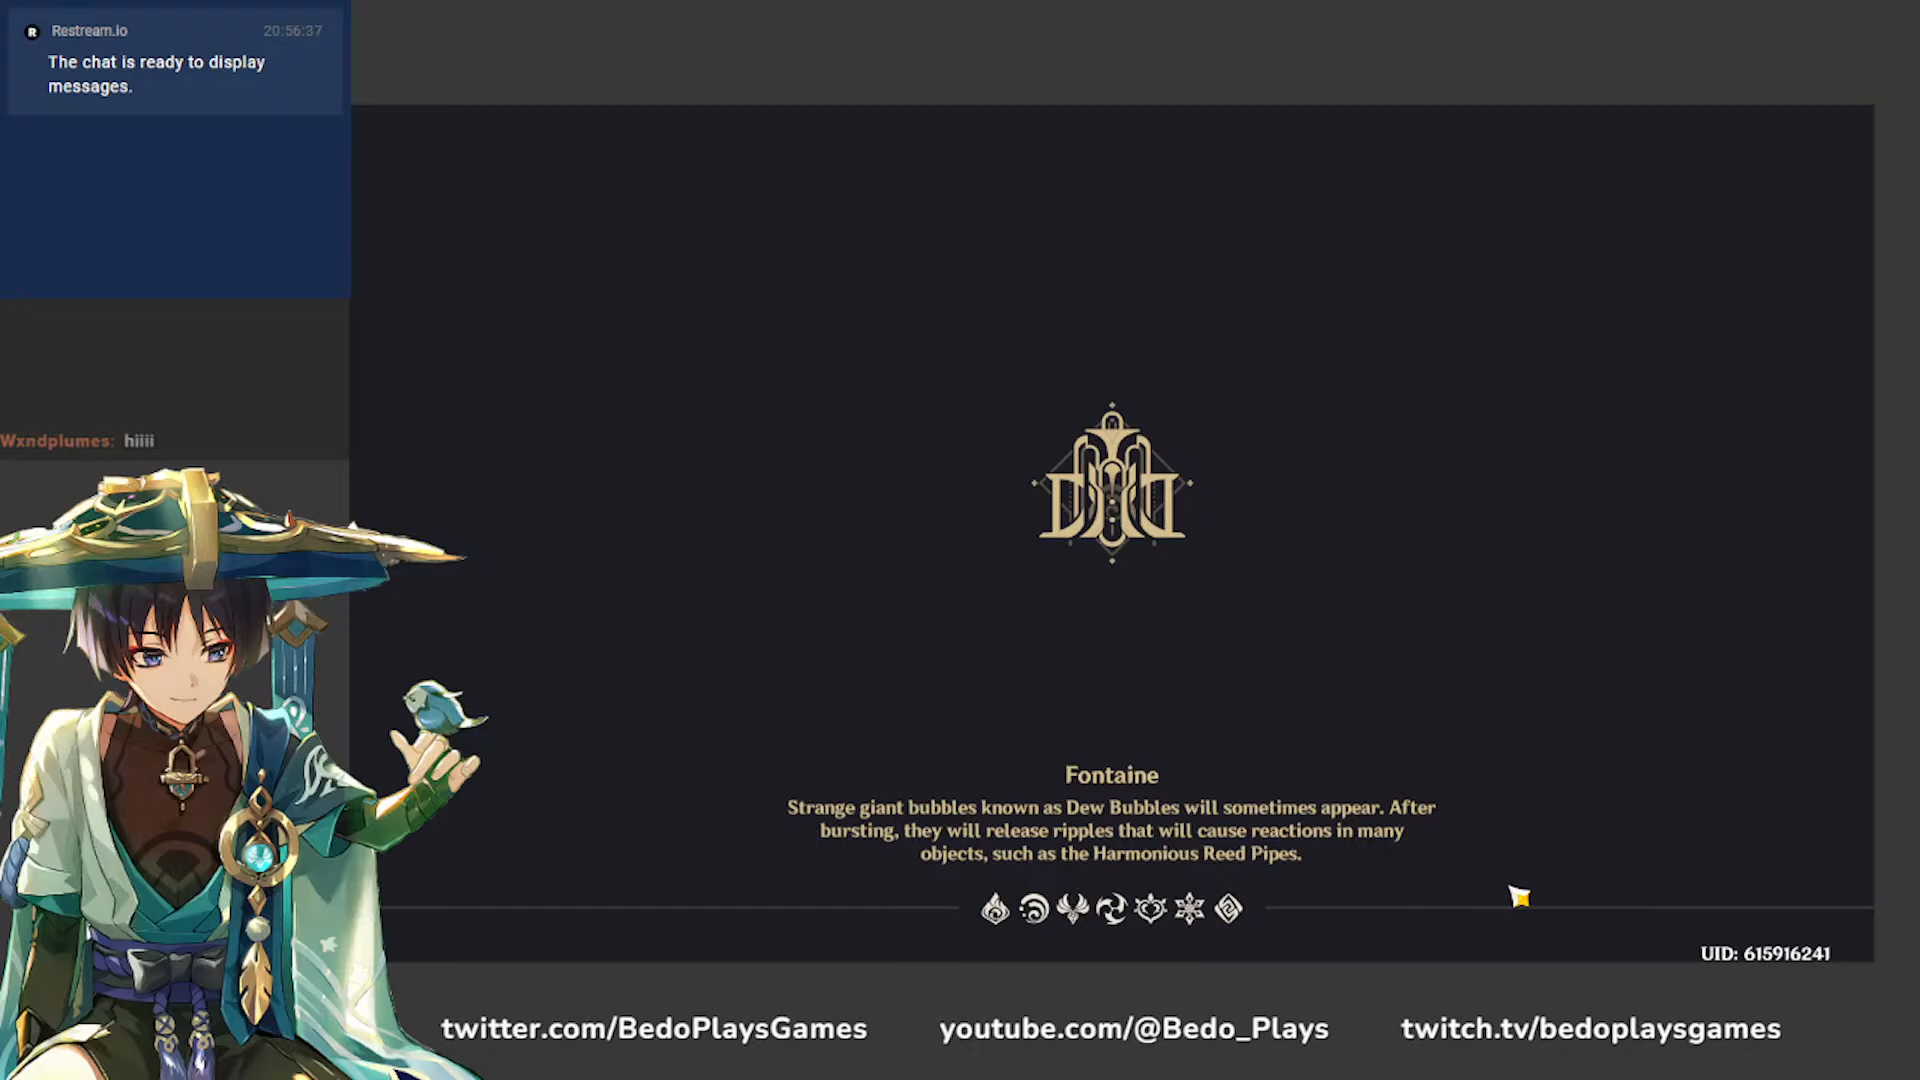 Restream.io 20:56:37
The chat is ready to display
messages.
Wxndplumes: hiiii
Fontaine
Strange giant bubbles known as Dew Bubbles will sometimes appear. After
bursting, they will release ripples that will cause reactions in many
objects, such as the Harmonious Reed Pipes.
UID: 615916241
twitter.com/BedoPlaysGames youtube.com/@Bedo_Plays twitch.tv/bedoplaysgames